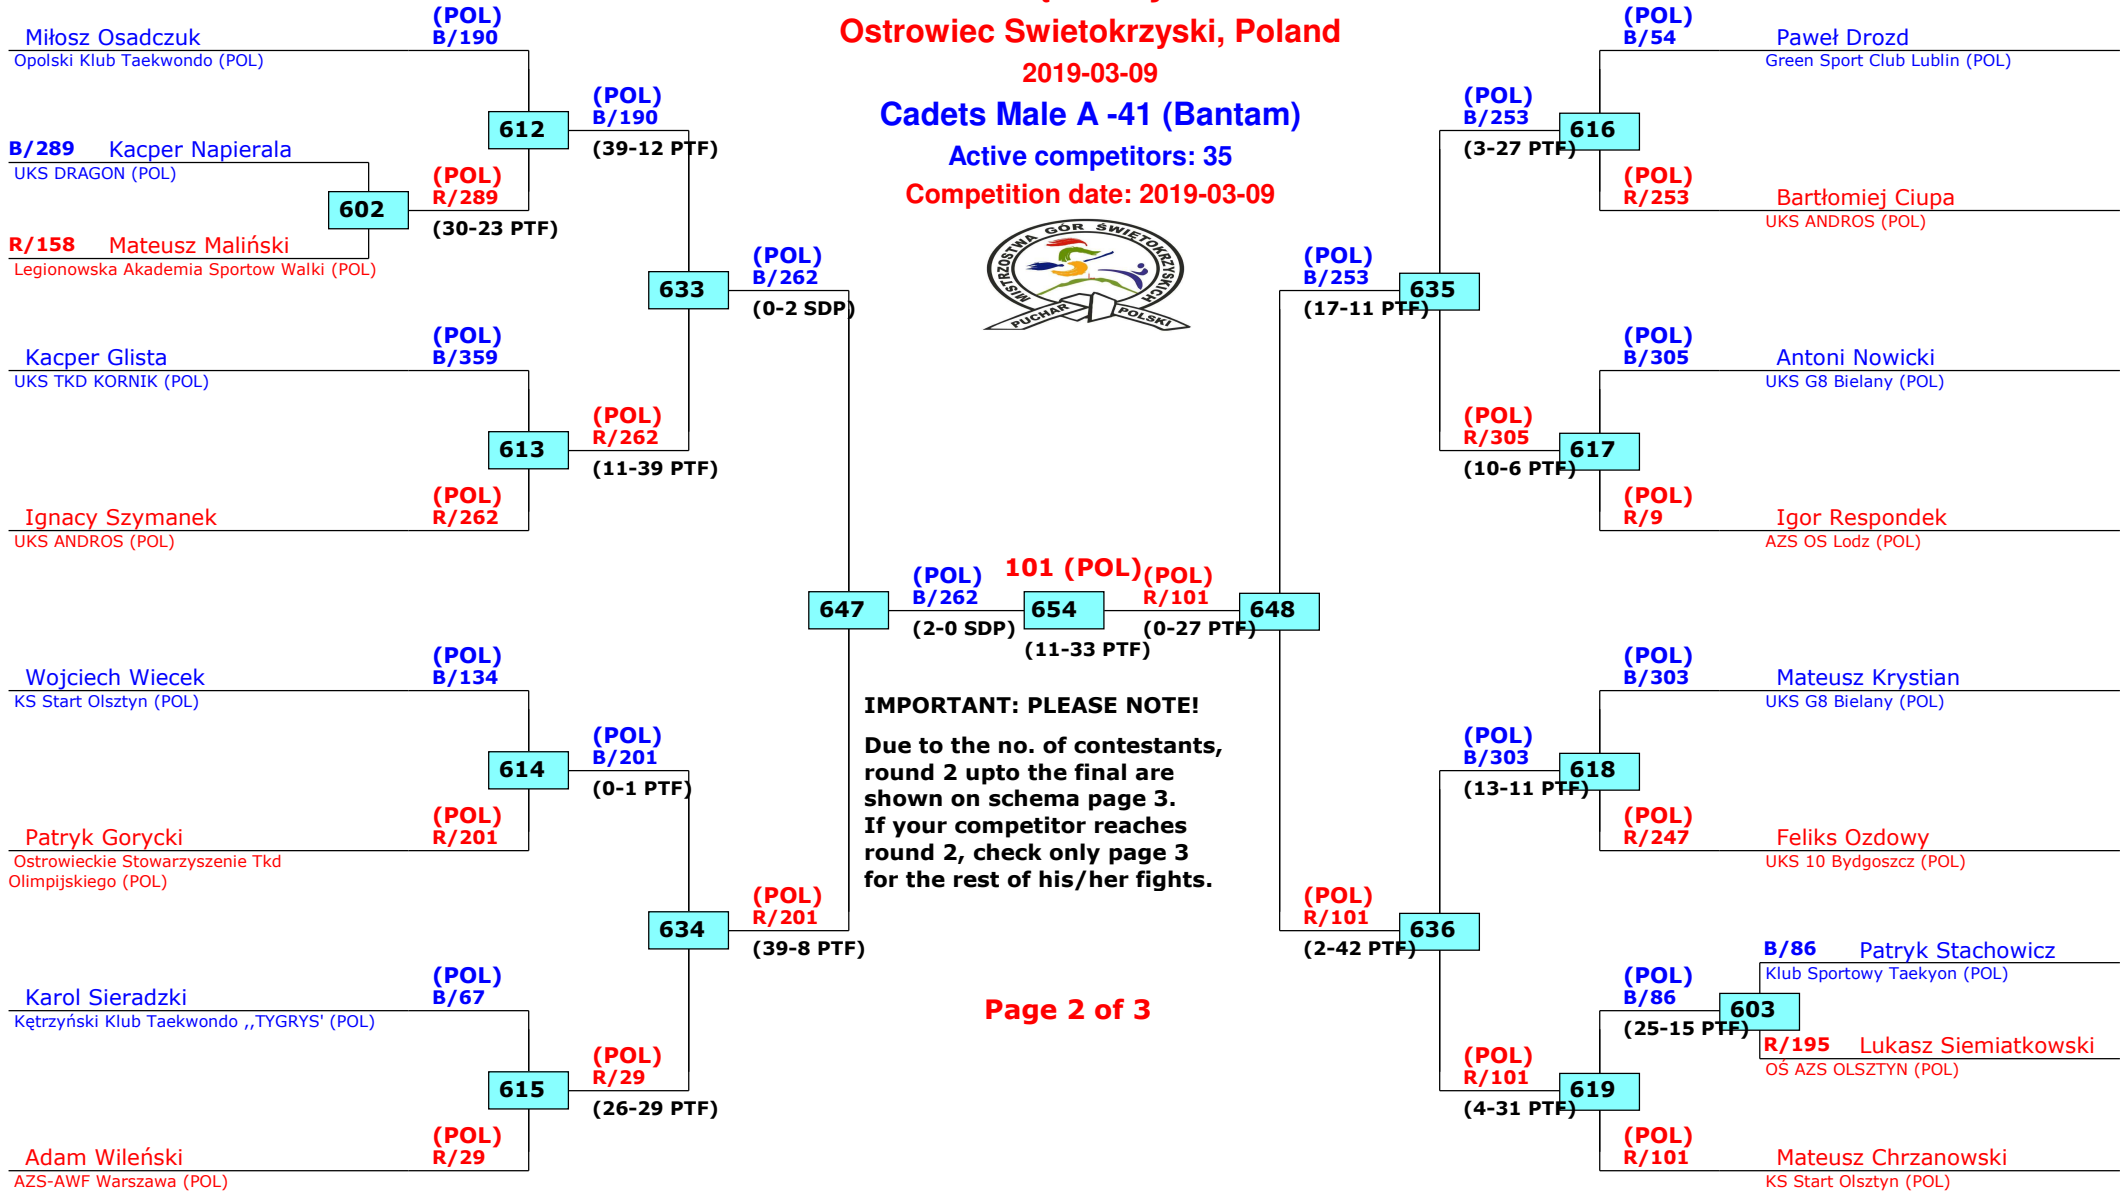 Ostrowiec Swietokrzyski, Poland
2019-03-09
Cadets Male A -41 (Bantam)
Active competitors: 35
Competition date: 2019-03-09
MISTRZOSTWA GÓR ŚWIĘTOKRZYSKICH
PUCHAR POLSKI
Miłosz Osadczuk
(POL)
B/190
Opolski Klub Taekwondo (POL)
612
(POL)
B/190
(39-12 PTF)
B/289 Kacper Napierala
UKS DRAGON (POL)
602
(POL)
R/289
(30-23 PTF)
R/158 Mateusz Maliński
Legionowska Akademia Sportow Walki (POL)
633
(POL)
B/262
(0-2 SDP)
Kacper Glista
(POL)
B/359
UKS TKD KORNIK (POL)
613
(POL)
R/262
(11-39 PTF)
Ignacy Szymanek
(POL)
R/262
UKS ANDROS (POL)
647
(POL)
B/262
(2-0 SDP)
101 (POL)
654
(11-33 PTF)
(POL)
R/101
(0-27 PTF)
648
Wojciech Wiecek
(POL)
B/134
KS Start Olsztyn (POL)
614
(POL)
B/201
(0-1 PTF)
Patryk Gorycki
(POL)
R/201
Ostrowieckie Stowarzyszenie Tkd
Olimpijskiego (POL)
634
(POL)
R/201
(39-8 PTF)
Karol Sieradzki
(POL)
B/67
Kętrzyński Klub Taekwondo ,,TYGRYS' (POL)
615
(POL)
R/29
(26-29 PTF)
Adam Wileński
(POL)
R/29
AZS-AWF Warszawa (POL)
IMPORTANT: PLEASE NOTE!
Due to the no. of contestants,
round 2 upto the final are
shown on schema page 3.
If your competitor reaches
round 2, check only page 3
for the rest of his/her fights.
Page 2 of 3
(POL)
B/54
Paweł Drozd
Green Sport Club Lublin (POL)
(POL)
B/253
616
(3-27 PTF)
(POL)
R/253
Bartłomiej Ciupa
UKS ANDROS (POL)
(POL)
B/253
635
(17-11 PTF)
(POL)
B/305
Antoni Nowicki
UKS G8 Bielany (POL)
(POL)
R/305
617
(10-6 PTF)
(POL)
R/9
Igor Respondek
AZS OS Lodz (POL)
(POL)
B/303
Mateusz Krystian
UKS G8 Bielany (POL)
(POL)
B/303
618
(13-11 PTF)
(POL)
R/247
Feliks Ozdowy
UKS 10 Bydgoszcz (POL)
(POL)
R/101
636
(2-42 PTF)
B/86 Patryk Stachowicz
Klub Sportowy Taekyon (POL)
(POL)
B/86
603
(25-15 PTF)
R/195 Lukasz Siemiatkowski
OŚ AZS OLSZTYN (POL)
(POL)
R/101
619
(4-31 PTF)
(POL)
R/101
Mateusz Chrzanowski
KS Start Olsztyn (POL)